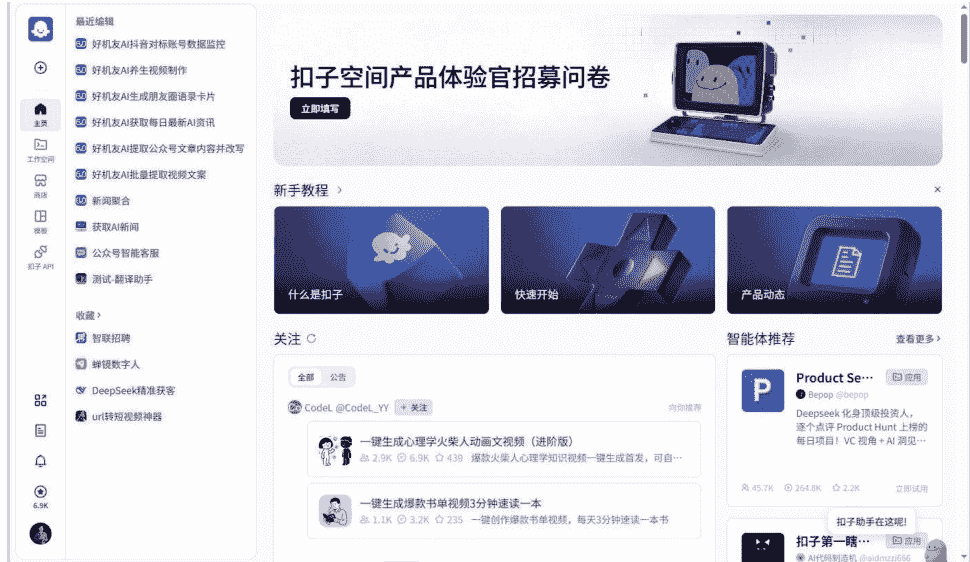 主页
工作空间
商店
模板
扣子 API
6.9K
最近编辑
好机友AI抖音对标账号数据监控
好机友AI养生视频制作
好机友AI生成朋友圈语录卡片
好机友AI获取每日最新AI资讯
好机友AI提取公众号文章内容并改写
好机友AI批量提取视频文案
新闻聚合
获取AI新闻
公众号智能客服
测试-翻译助手
收藏 >
智联招聘
蝉镜数字人
DeepSeek精准获客
url转短视频神器
扣子空间产品体验官招募问卷
立即填写
新手教程 >
什么是扣子
快速开始
产品动态
关注
全部 公告
CodeL @CodeL_YY + 关注 向你推荐
一键生成心理学火柴人动画文视频（进阶版）
2.9K 6.9K 439 爆款火柴人心理学知识视频一键生成首发，可自…
一键生成爆款书单视频3分钟速读一本
1.1K 3.2K 235 一键创作爆款书单视频，每天3分钟速读一本书
智能体推荐 查看更多 >
P
Product Se… 应用
Bepop @bepop
Deepseek 化身顶级投资人，
逐个点评 Product Hunt 上榜的
每日项目！VC 视角 + AI 洞见…
45.7K 264.8K 2.2K 立即试用
扣子助手在这呢!
扣子第一瞎… 应用
AI代码制造机 @aidmzzj666